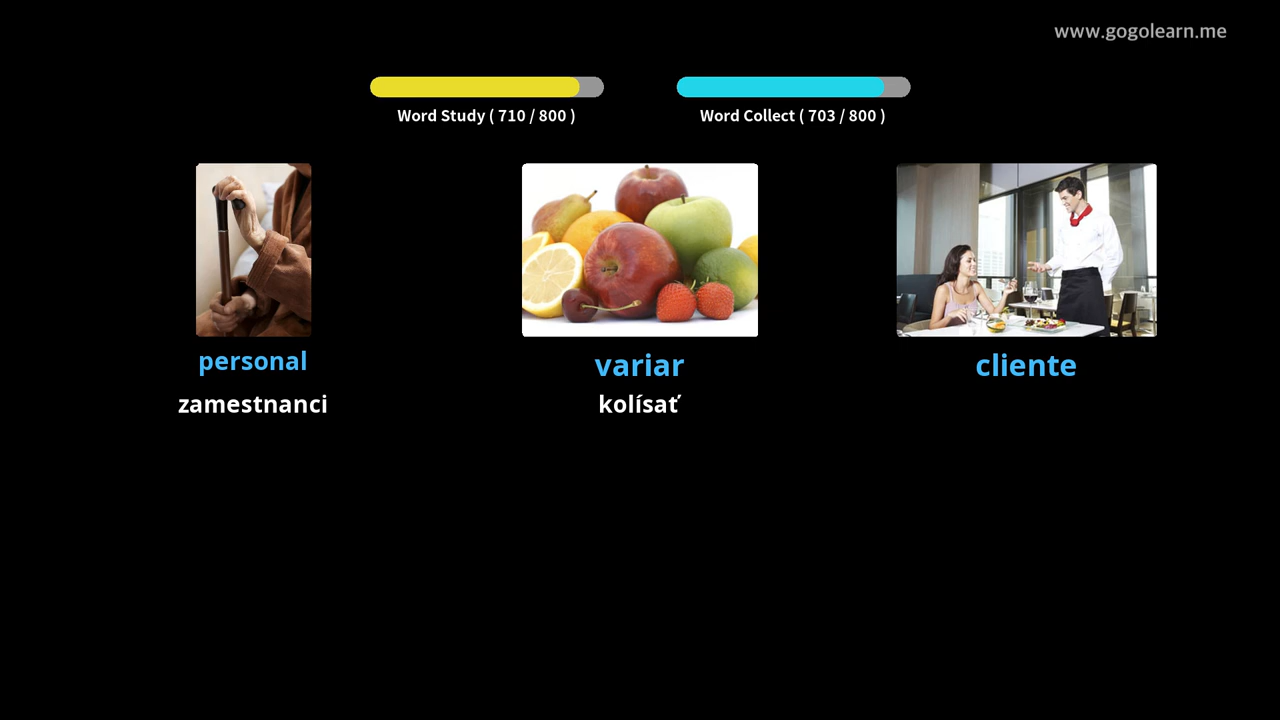 www.gogolearn.me
Word Study ( 710 / 800 )
Word Collect ( 703 / 800 )
personal
variar
cliente
zamestnanci
kolísať